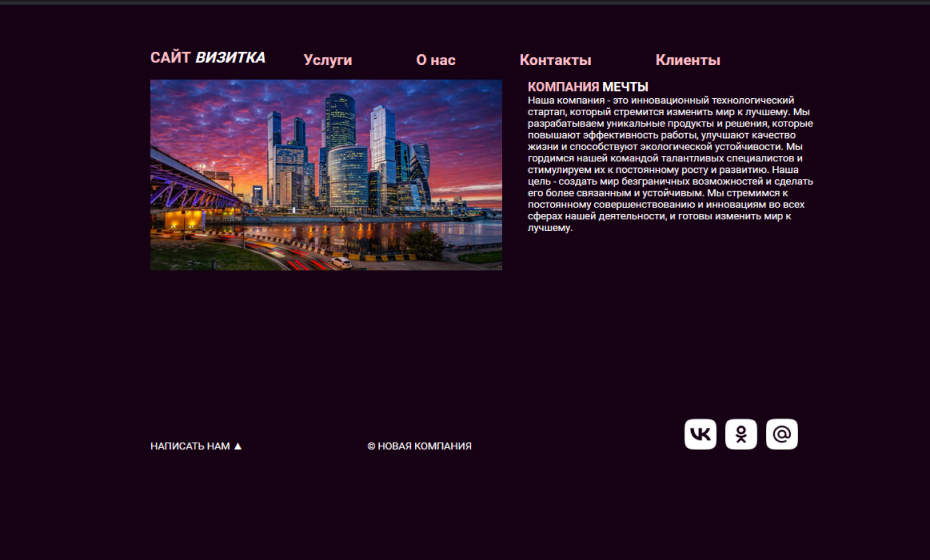 САЙТ ВИЗИТКА
Услуги
О нас
Контакты
Клиенты
КОМПАНИЯ МЕЧТЫ
Наша компания - это инновационный технологический
стартап, который стремится изменить мир к лучшему. Мы
разрабатываем уникальные продукты и решения, которые
повышают эффективность работы, улучшают качество
жизни и способствуют экологической устойчивости. Мы
гордимся нашей командой талантливых специалистов и
стимулируем их к постоянному росту и развитию. Наша
цель - создать мир безграничных возможностей и сделать
его более связанным и устойчивым. Мы стремимся к
постоянному совершенствованию и инновациям во всех
сферах нашей деятельности, и готовы изменить мир к
лучшему.
НАПИСАТЬ НАМ ▲
© НОВАЯ КОМПАНИЯ